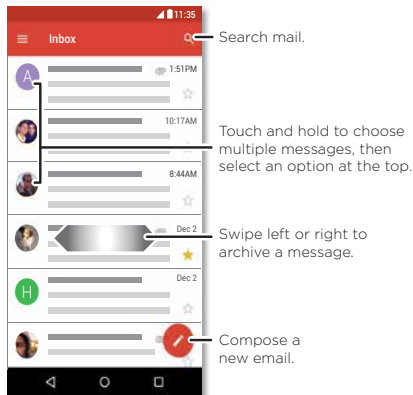 11:35
Inbox
Search mail.
A
1:51PM
10:17AM
Touch and hold to choose
multiple messages, then
select an option at the top.
8:44AM
Dec 2
Swipe left or right to
archive a message.
H
Dec 2
Compose a
new email.